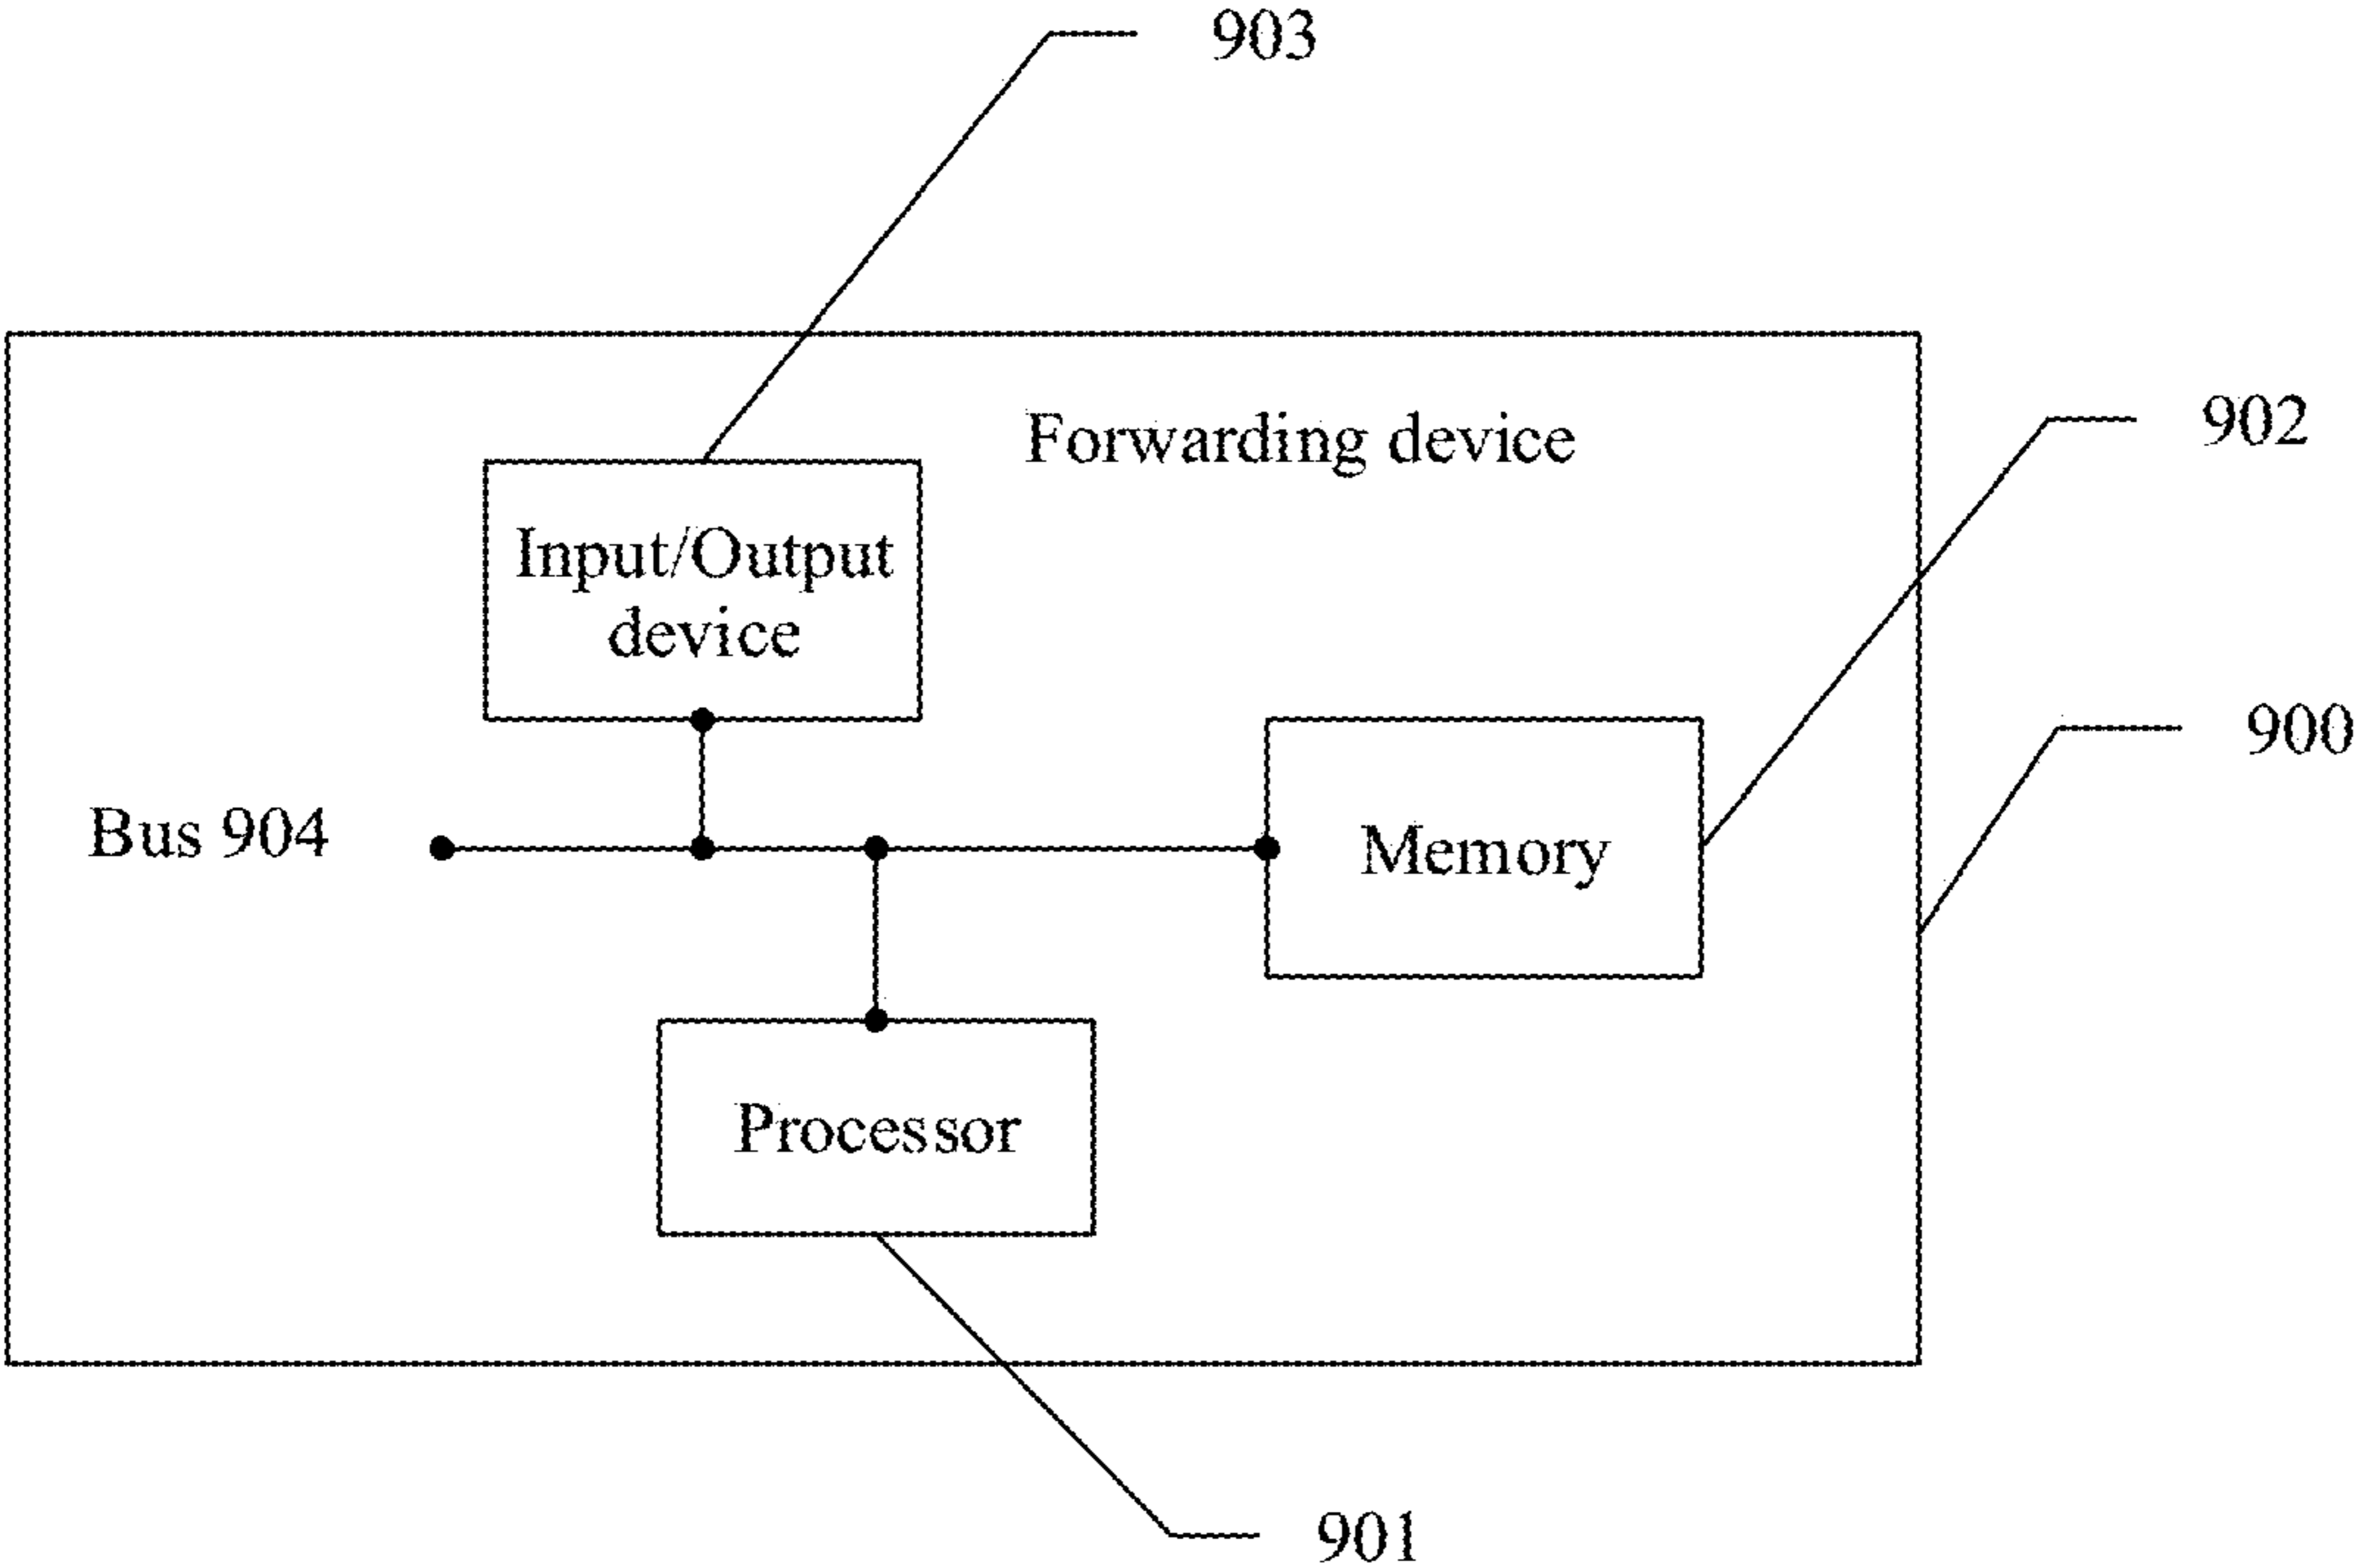 903
Forwarding device
902
Input/Output
device
900
Bus 904
Memory
Processor
901